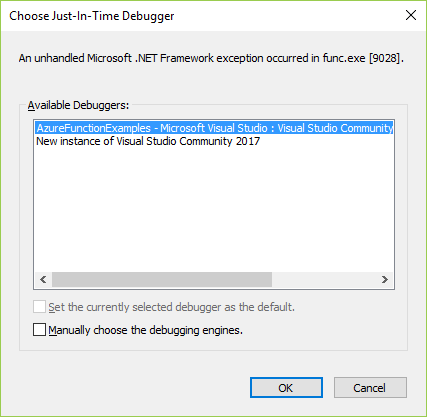 Choose Just-In-Time Debugger
An unhandled Microsoft .NET Framework exception occurred in func.exe [9028].
Available Debuggers:
AzureFunctionExamples - Microsoft Visual Studio : Visual Studio Community
New instance of Visual Studio Community 2017
Set the currently selected debugger as the default.
Manually choose the debugging engines.
OK Cancel